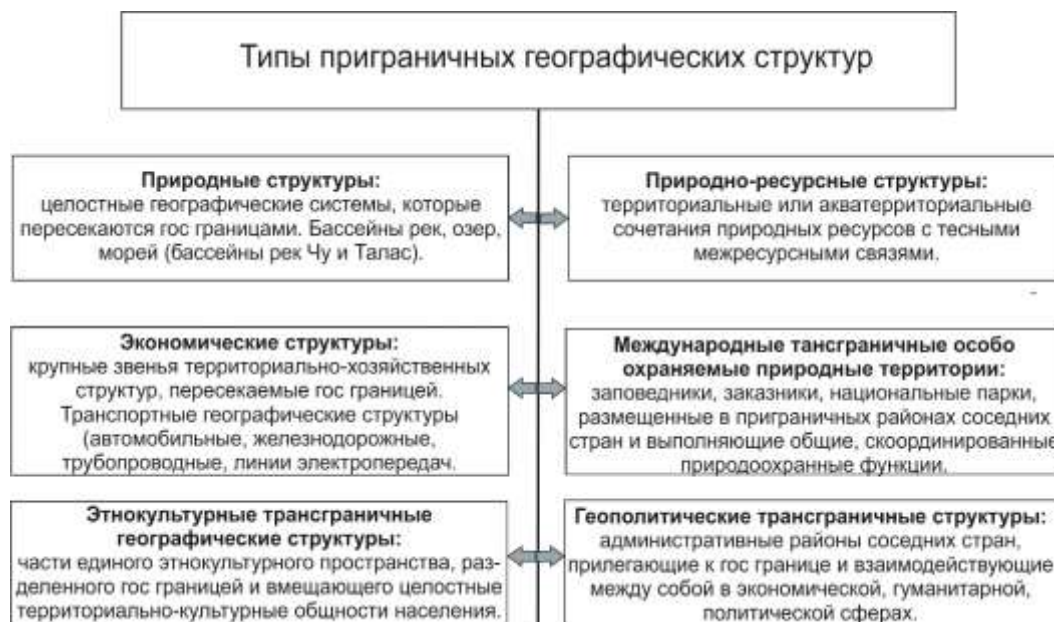 Типы приграничных географических структур
Природные структуры:
целостные географические системы, которые
пересекаются гос границами. Бассейны рек, озер,
морей (бассейны рек Чу и Талас).
Природно-ресурсные структуры:
территориальные или акватерриториальные
сочетания природных ресурсов с тесными
межресурсными связями.
Экономические структуры:
крупные звенья территориально-хозяйственных
структур, пересекаемые гос границей.
Транспортные географические структуры
(автомобильные, железнодорожные,
трубопроводные, линии электропередач.
Международные тансграничные особо
охраняемые природные территории:
заповедники, заказники, национальные парки,
размещенные в приграничных районах соседних
стран и выполняющие общие, скоординированные
природоохранные функции.
Этнокультурные трансграничные
географические структуры:
части единого этнокультурного пространства, раз-
деленного гос границей и вмещающего целостные
территориально-культурные общности населения.
Геополитические трансграничные структуры:
административные районы соседних стран,
прилегающие к гос границе и взаимодействующие
между собой в экономической, гуманитарной,
политической сферах.